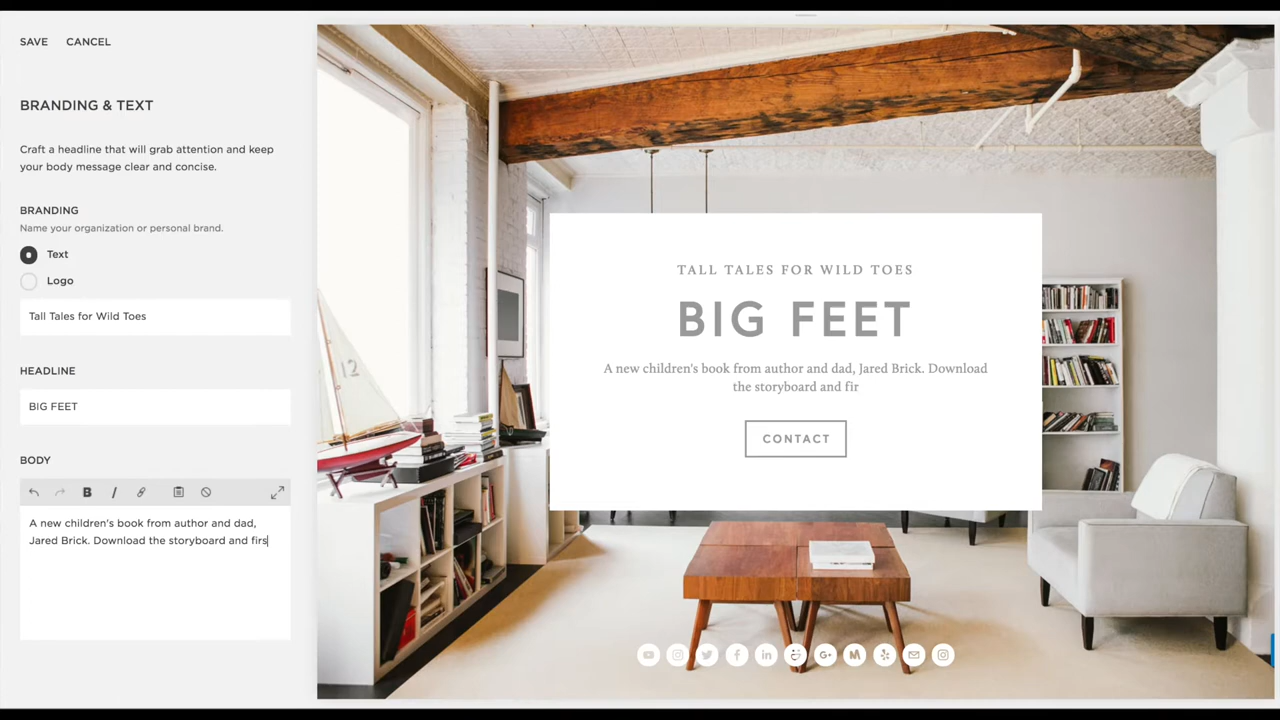 SAVE CANCEL
BRANDING & TEXT
Craft a headline that will grab attention and keep
your body message clear and concise.
BRANDING
Name your organization or personal brand.
Text
Logo
Tall Tales for Wild Toes
HEADLINE
BIG FEET
BODY
B I
A new children's book from author and dad,
Jared Brick. Download the storyboard and firs
TALL TALES FOR WILD TOES
BIG FEET
A new children's book from author and dad, Jared Brick. Download
the storyboard and fir
CONTACT
12